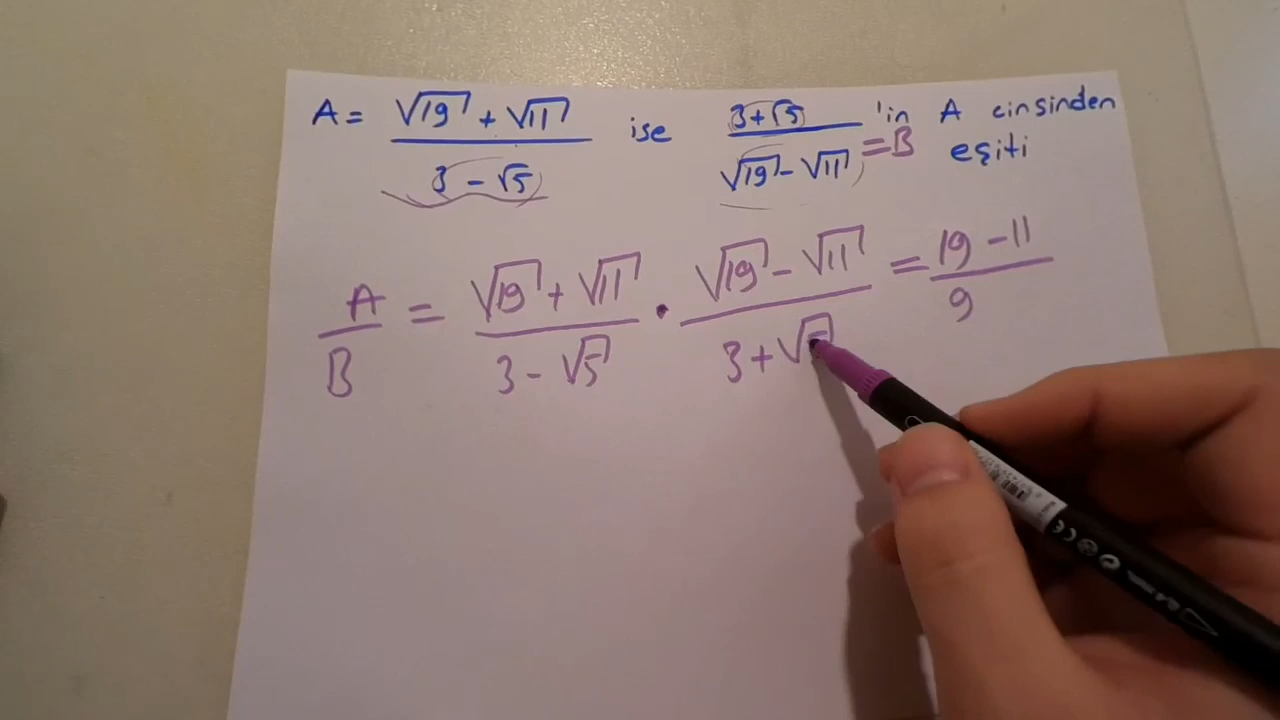 A = √19 + √11 / 3 - √5 ise 3 + √5 / √19 - √11 = B 'in A cinsinden eşiti
A / B = √19 + √11 / 3 - √5 · √19 - √11 / 3 + √5 = 19 - 11 / 9